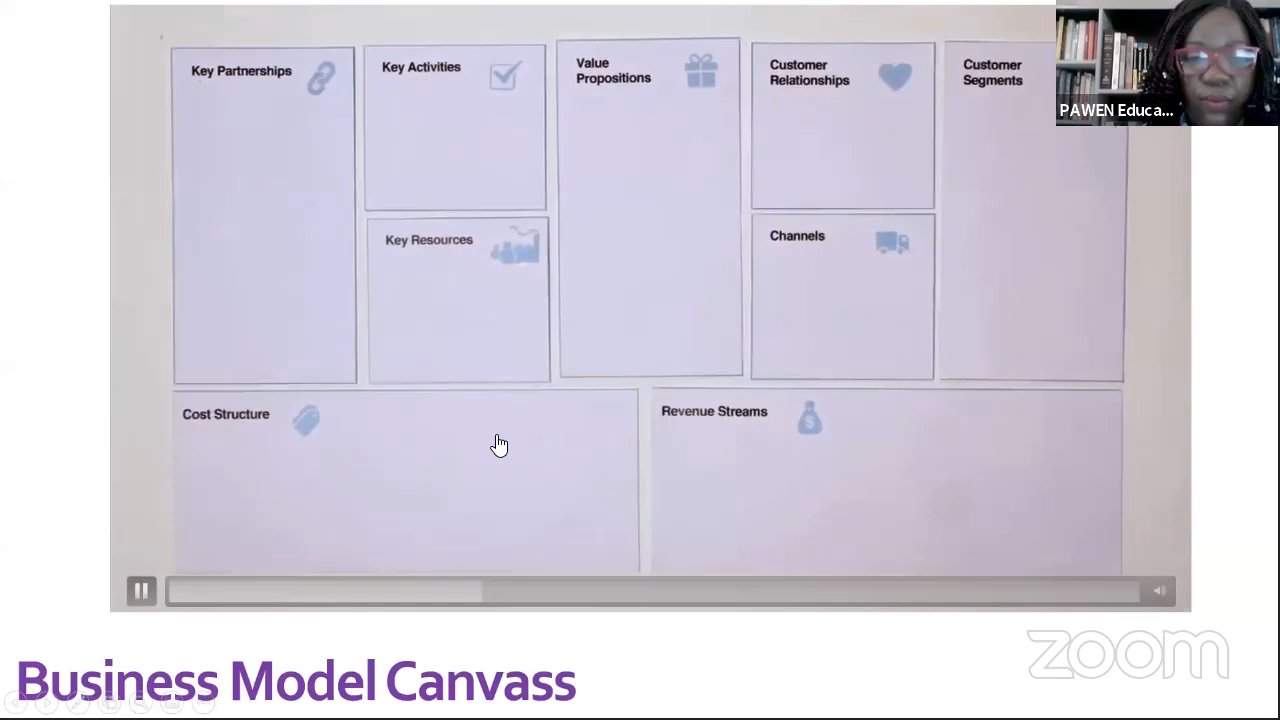 Key Partnerships
Key Activities
Value
Propositions
Customer
Relationships
Customer
Segments
PAWEN Educa...
Key Resources
Channels
Cost Structure
Revenue Streams
$
zoom
Business Model Canvass